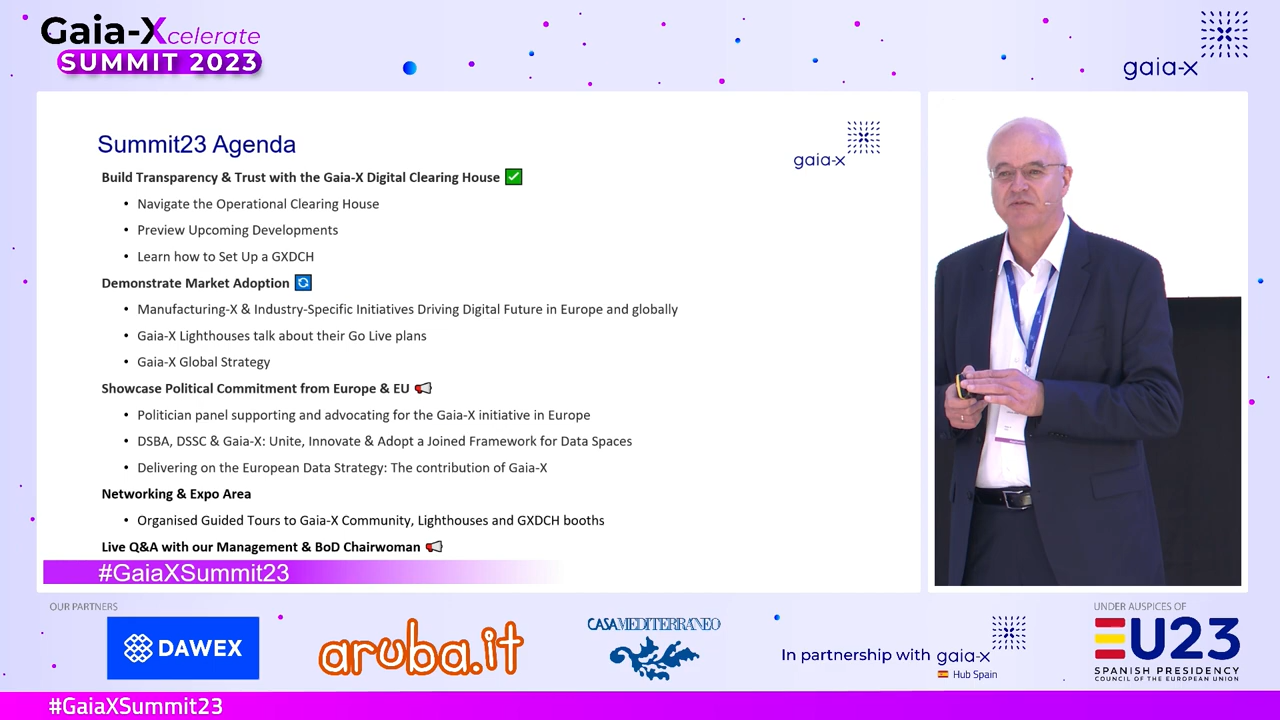 Gaia-Xcelerate
SUMMIT 2023
gaia-x
Summit23 Agenda
gaia-x
Build Transparency & Trust with the Gaia-X Digital Clearing House ✅
• Navigate the Operational Clearing House
• Preview Upcoming Developments
• Learn how to Set Up a GXDCH
Demonstrate Market Adoption 🔄
• Manufacturing-X & Industry-Specific Initiatives Driving Digital Future in Europe and globally
• Gaia-X Lighthouses talk about their Go Live plans
• Gaia-X Global Strategy
Showcase Political Commitment from Europe & EU 📢
• Politician panel supporting and advocating for the Gaia-X initiative in Europe
• DSBA, DSSC & Gaia-X: Unite, Innovate & Adopt a Joined Framework for Data Spaces
• Delivering on the European Data Strategy: The contribution of Gaia-X
Networking & Expo Area
• Organised Guided Tours to Gaia-X Community, Lighthouses and GXDCH booths
Live Q&A with our Management & BoD Chairwoman 📢
#GaiaXSummit23
OUR PARTNERS
DAWEX
aruba.it
CASAMEDITERRANEO
In partnership with gaia-x
Hub Spain
UNDER AUSPICES OF
EU23
SPANISH PRESIDENCY
COUNCIL OF THE EUROPEAN UNION
#GaiaXSummit23